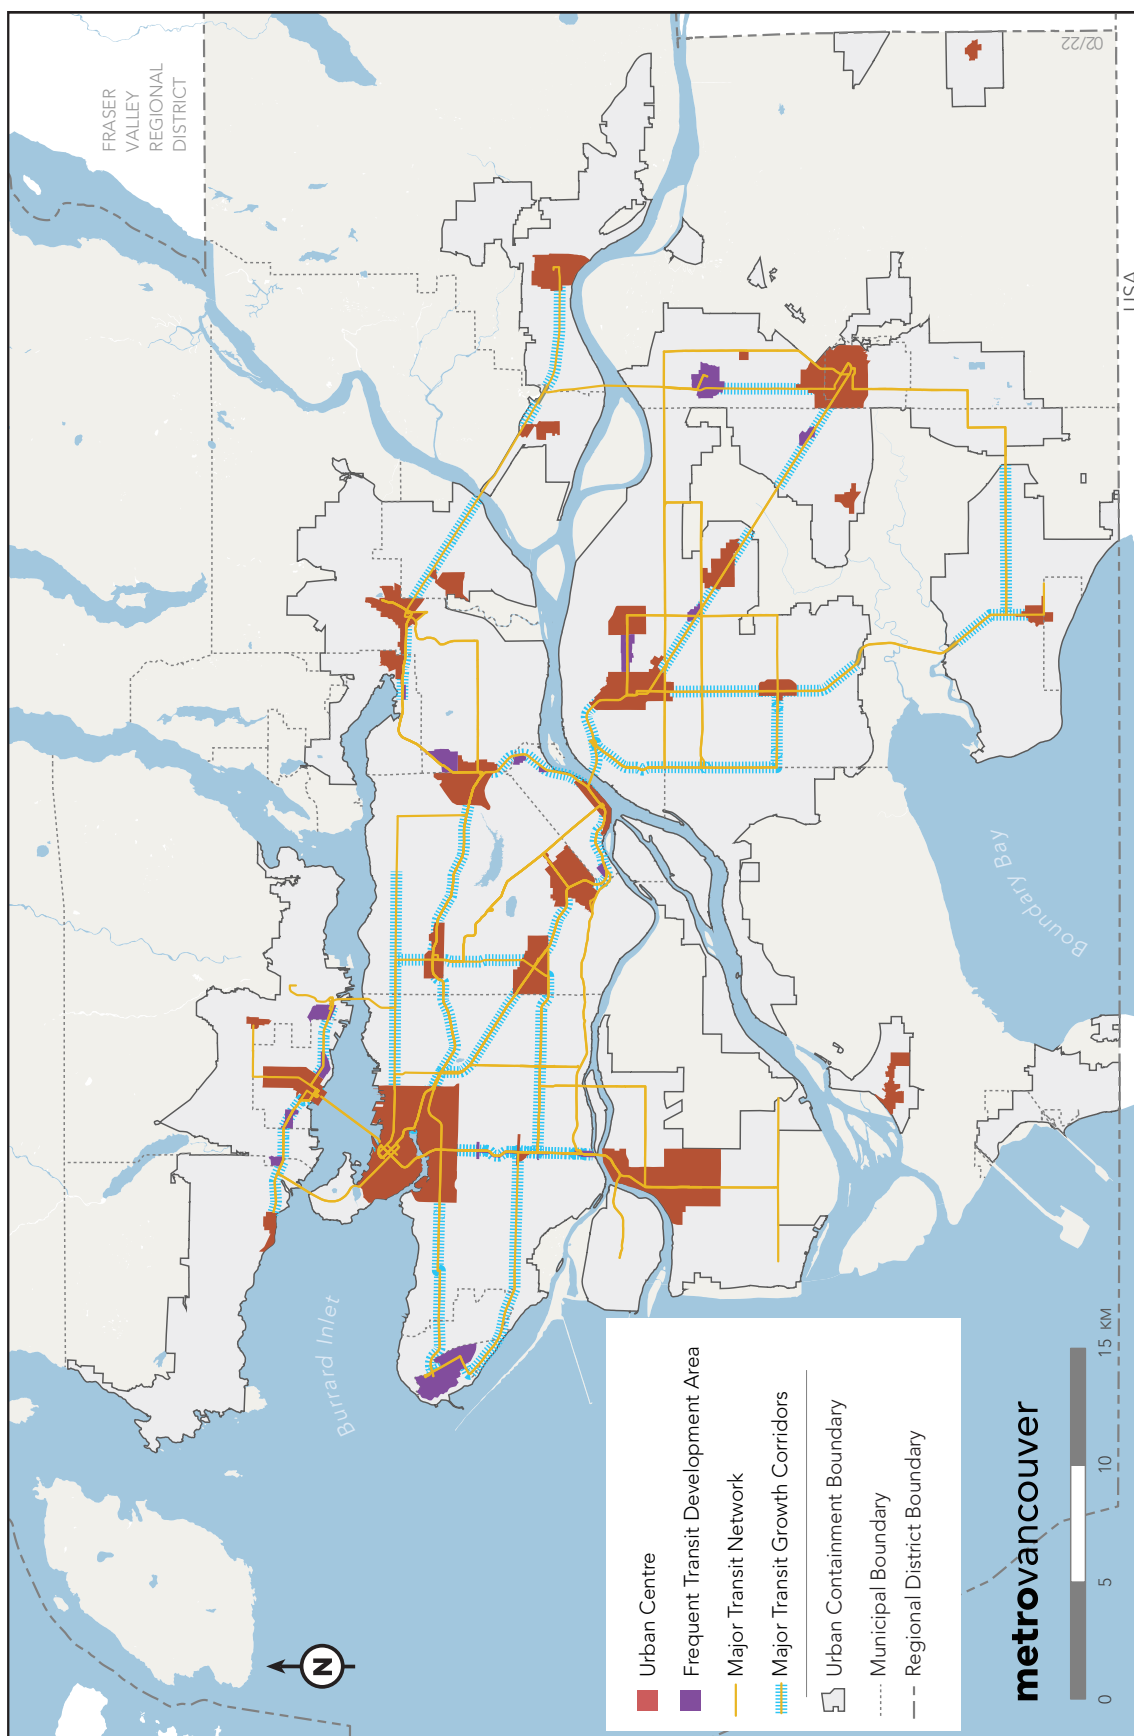 FRASER
VALLEY
REGIONAL
DISTRICT
02/22
USA
Burrard Inlet
Boundary Bay
N
Urban Centre
Frequent Transit Development Area
Major Transit Network
Major Transit Growth Corridors
Urban Containment Boundary
Municipal Boundary
Regional District Boundary
metrovancouver
0 5 10 15 KM